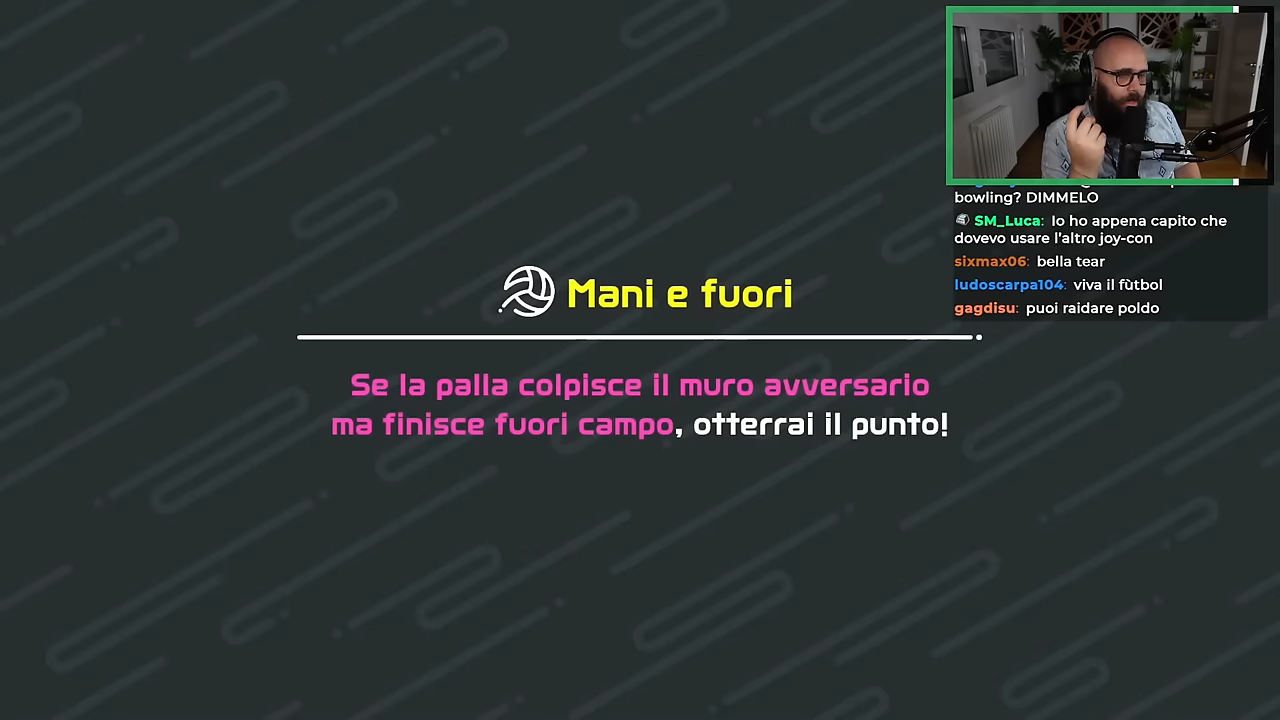 Mani e fuori
Se la palla colpisce il muro avversario
ma finisce fuori campo, otterrai il punto!
bowling? DIMMELO
SM_Luca: Io ho appena capito che
dovevo usare l'altro joy-con
sixmax06: bella tear
ludoscarpa104: viva il fùtbol
gagdisu: puoi raidare poldo